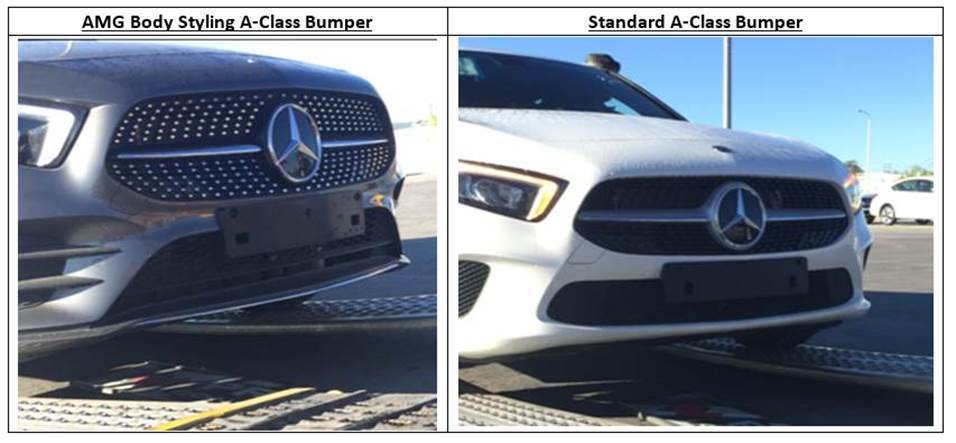 AMG Body Styling A-Class Bumper
Standard A-Class Bumper